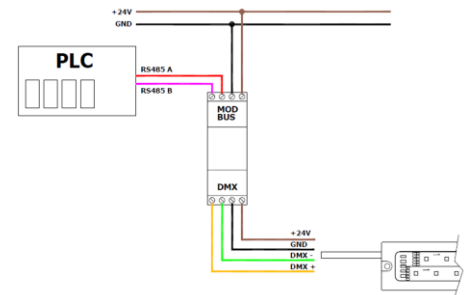 +24V
GND
PLC
RS485 A
RS485 B
MOD
BUS
DMX
+24V
GND
DMX -
DMX +